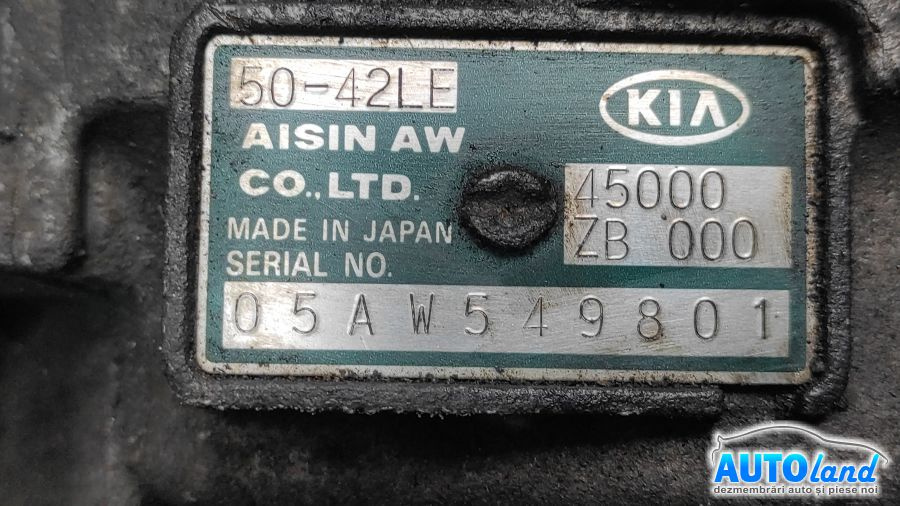 50-42LE
KIA
AISIN AW
CO.,LTD.
45000
ZB 000
MADE IN JAPAN
SERIAL NO.
05AW549801
AUTOland
dezmembrări auto și piese noi